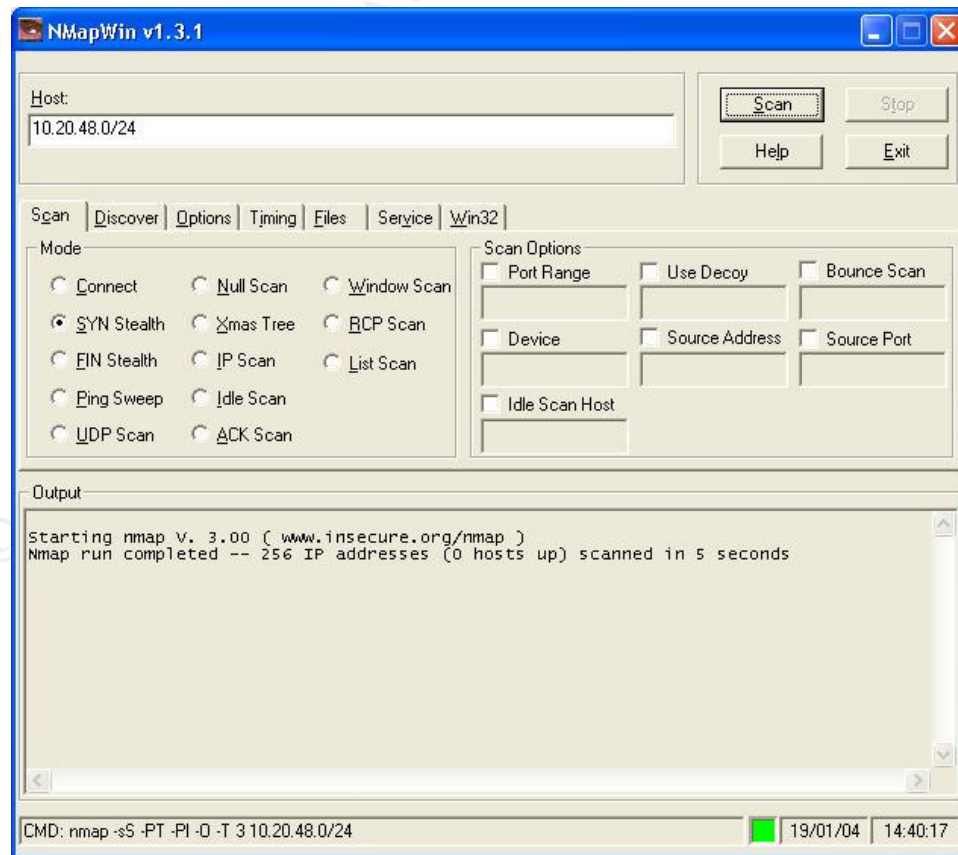 NMapWin v1.3.1
Host:
10.20.48.0/24
Scan Stop
Help Exit
Scan Discover Options Timing Files Service Win32
Mode
Connect Null Scan Window Scan
SYN Stealth Xmas Tree RCP Scan
FIN Stealth IP Scan List Scan
Ping Sweep Idle Scan
UDP Scan ACK Scan
Scan Options
Port Range Use Decoy Bounce Scan
Device Source Address Source Port
Idle Scan Host
Output
Starting nmap V. 3.00 ( www.insecure.org/nmap )
Nmap run completed -- 256 IP addresses (0 hosts up) scanned in 5 seconds
CMD: nmap -sS -PT -PI -O -T 3 10.20.48.0/24 19/01/04 14:40:17